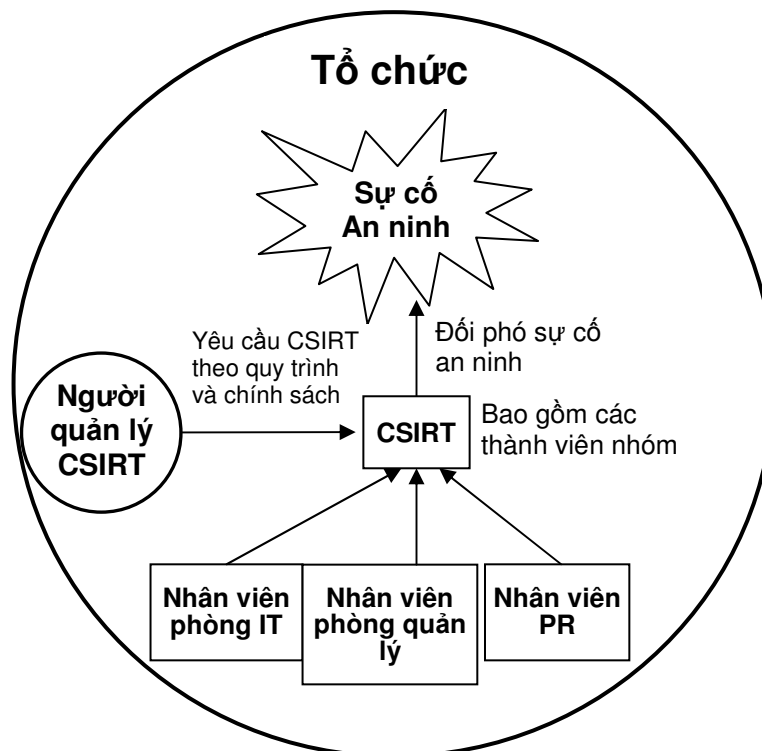 Tổ chức
Sự cố
An ninh
Yêu cầu CSIRT
theo quy trình
và chính sách
Đối phó sự cố
an ninh
Người
quản lý
CSIRT
CSIRT
Bao gồm các
thành viên nhóm
Nhân viên
phòng IT
Nhân viên
phòng quản
lý
Nhân viên
PR